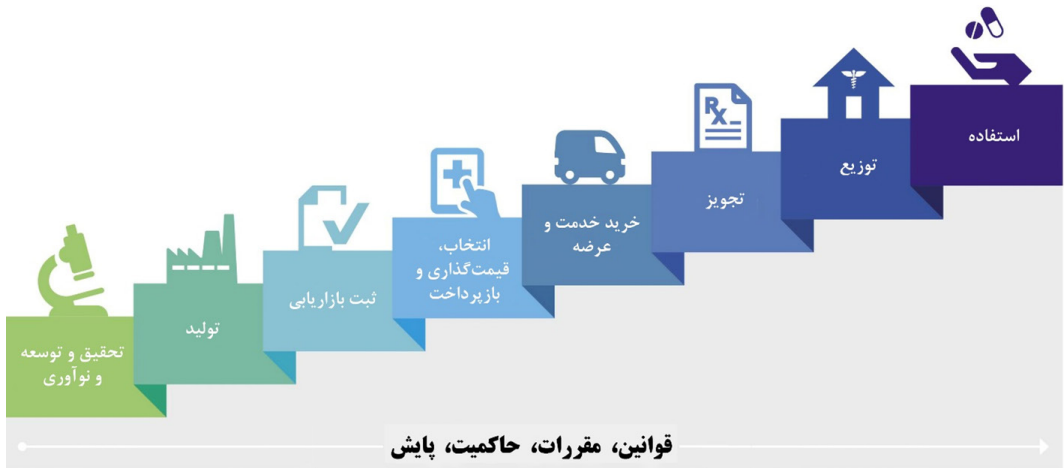 تحقیق و توسعه
و نوآوری
تولید
ثبت بازاریابی
انتخاب،
قیمت‌گذاری و
بازپرداخت
خرید خدمت و
عرضه
تجویز
توزیع
استفاده
قوانین، مقررات، حاکمیت، پایش